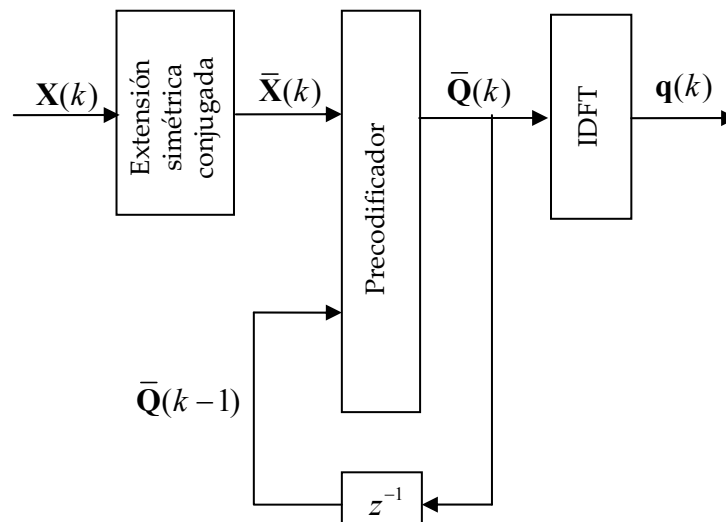 X(k)
Extensión
simétrica
conjugada
X̄(k)
Precodificador
Q̄(k)
IDFT
q(k)
Q̄(k−1)
z⁻¹